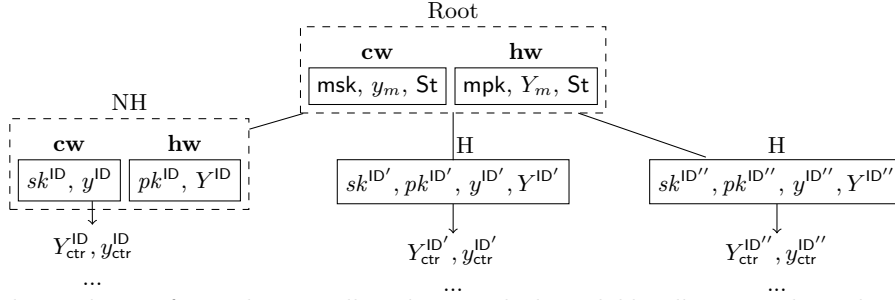 Root
cw hw
msk, y_m, St mpk, Y_m, St
NH
cw hw
sk^ID, y^ID pk^ID, Y^ID
H
sk^ID', pk^ID', y^ID', Y^ID'
H
sk^ID'', pk^ID'', y^ID'', Y^ID''
Y_ctr^ID, y_ctr^ID
...
Y_ctr^ID', y_ctr^ID'
...
Y_ctr^ID'', y_ctr^ID''
...